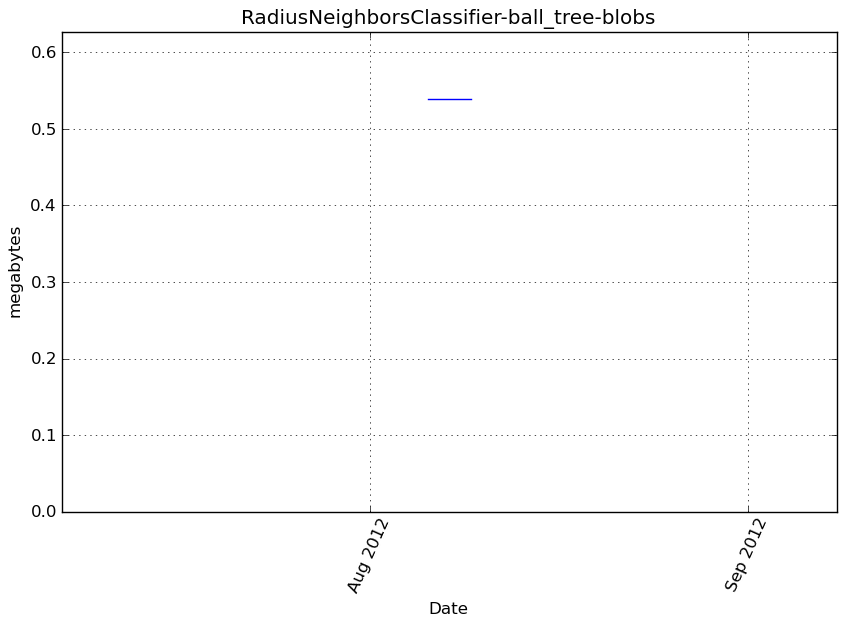 RadiusNeighborsClassifier-ball_tree-blobs
0.6
0.5
0.4
0.3
0.2
0.1
0.0
megabytes
Aug 2012
Sep 2012
Date